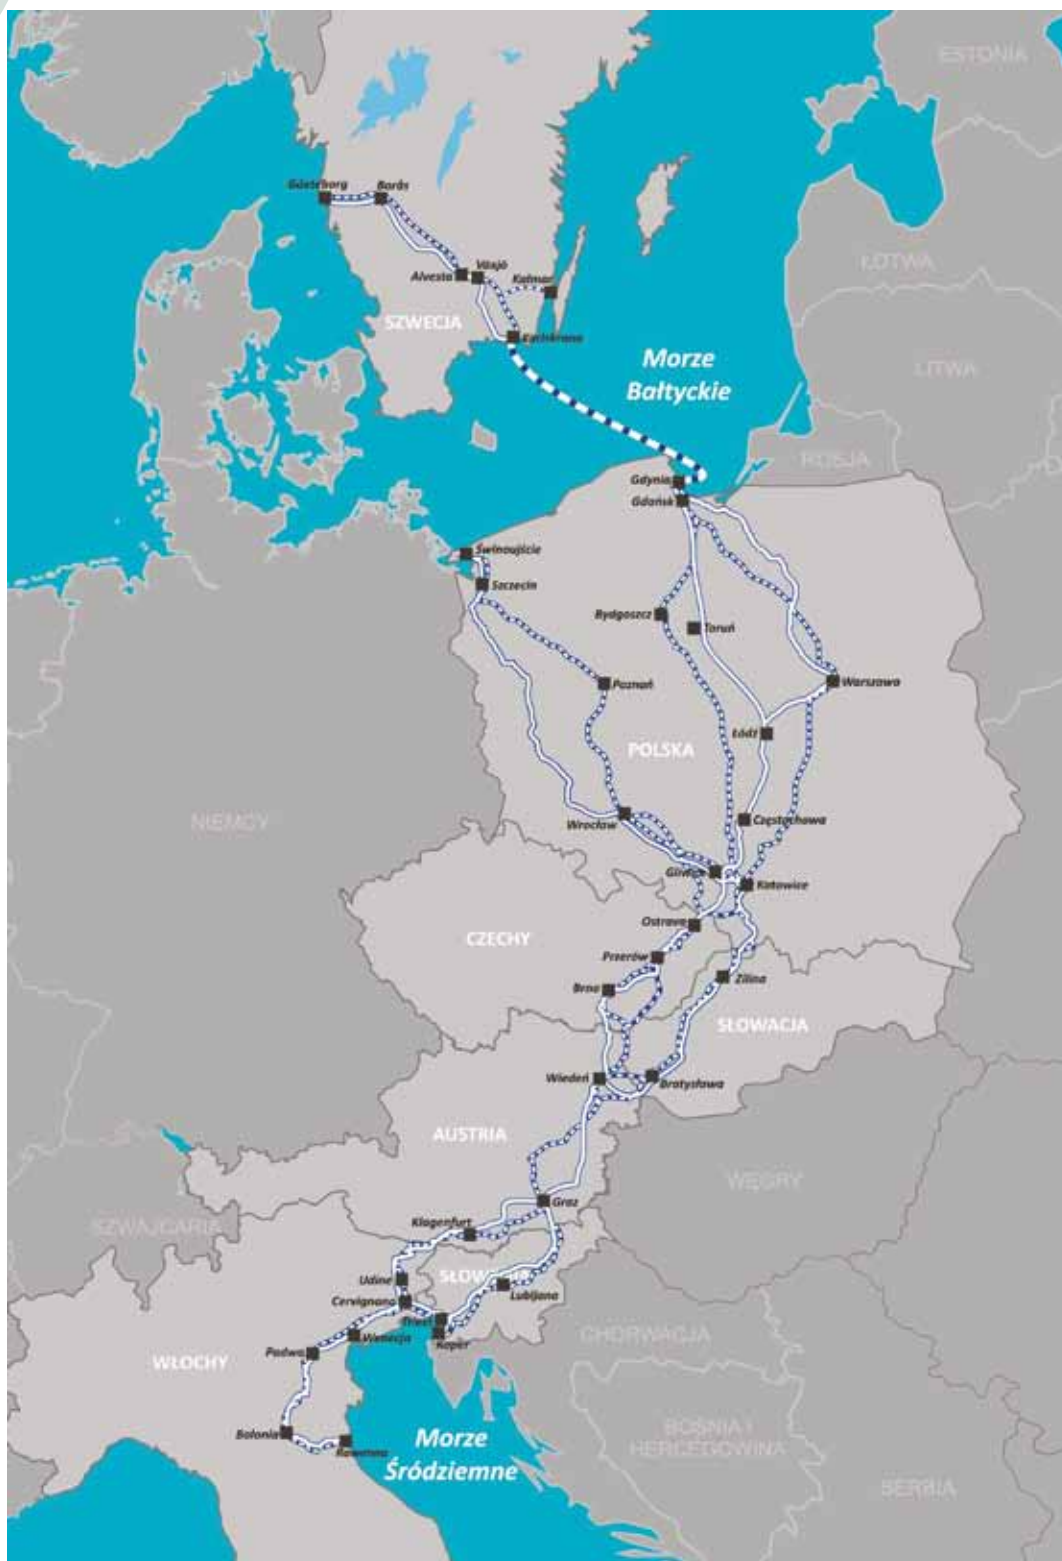 ESTONIA
Göteborg
Borås
ŁOTWA
Växjö
Alvesta
Kalmar
SZWECJA
Karlskrona
Morze
Bałtyckie
LITWA
ROSJA
Gdynia
Gdańsk
Świnoujście
Szczecin
Bydgoszcz
Toruń
Poznań
Warszawa
Łódź
POLSKA
NIEMCY
Wrocław
Częstochowa
Gliwice
Katowice
Ostrava
CZECHY
Przerów
Zilina
Brno
SŁOWACJA
Wiedeń
Bratysława
AUSTRIA
WĘGRY
Graz
SZWAJCARIA
Klagenfurt
SŁOWENIA
Udine
Lubljana
Cervignano
Triest
Koper
Wenecja
CHORWACJA
Padwa
WŁOCHY
BOŚNIA I
HERCEGOWINA
Bolonia
Rawenna
Morze
Śródziemne
SERBIA